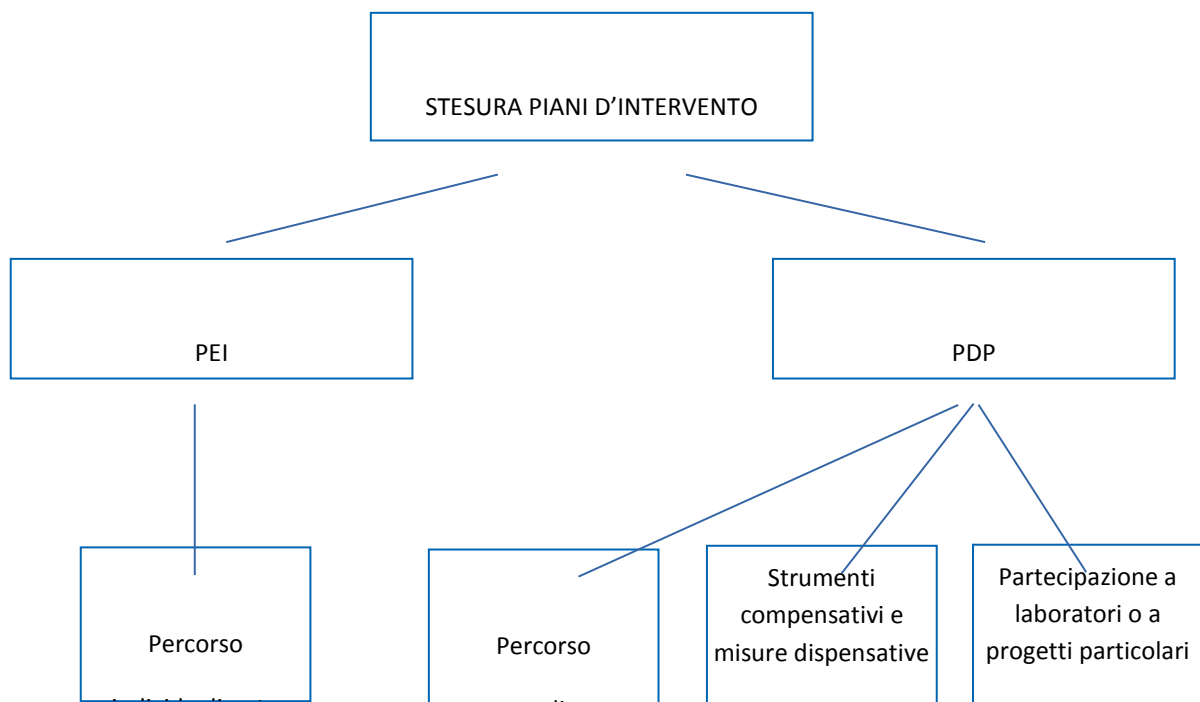 STESURA PIANI D’INTERVENTO
PEI
PDP
Percorso
Percorso
Strumenti
compensativi e
misure dispensative
Partecipazione a
laboratori o a
progetti particolari